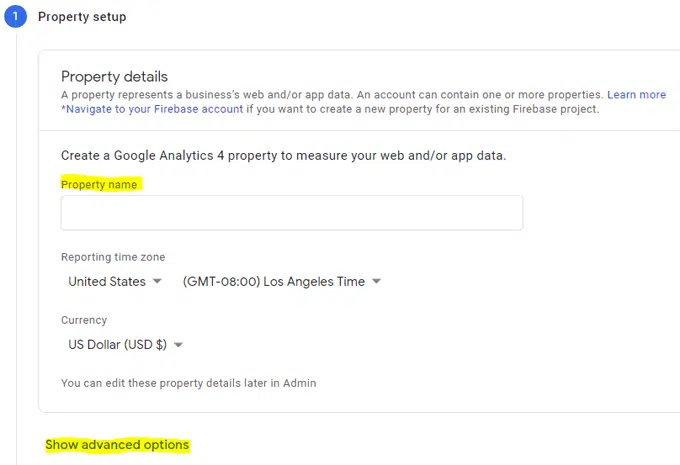 1 Property setup
Property details
A property represents a business's web and/or app data. An account can contain one or more properties. Learn more
*Navigate to your Firebase account if you want to create a new property for an existing Firebase project.
Create a Google Analytics 4 property to measure your web and/or app data.
Property name
Reporting time zone
United States (GMT-08:00) Los Angeles Time
Currency
US Dollar (USD $)
You can edit these property details later in Admin
Show advanced options